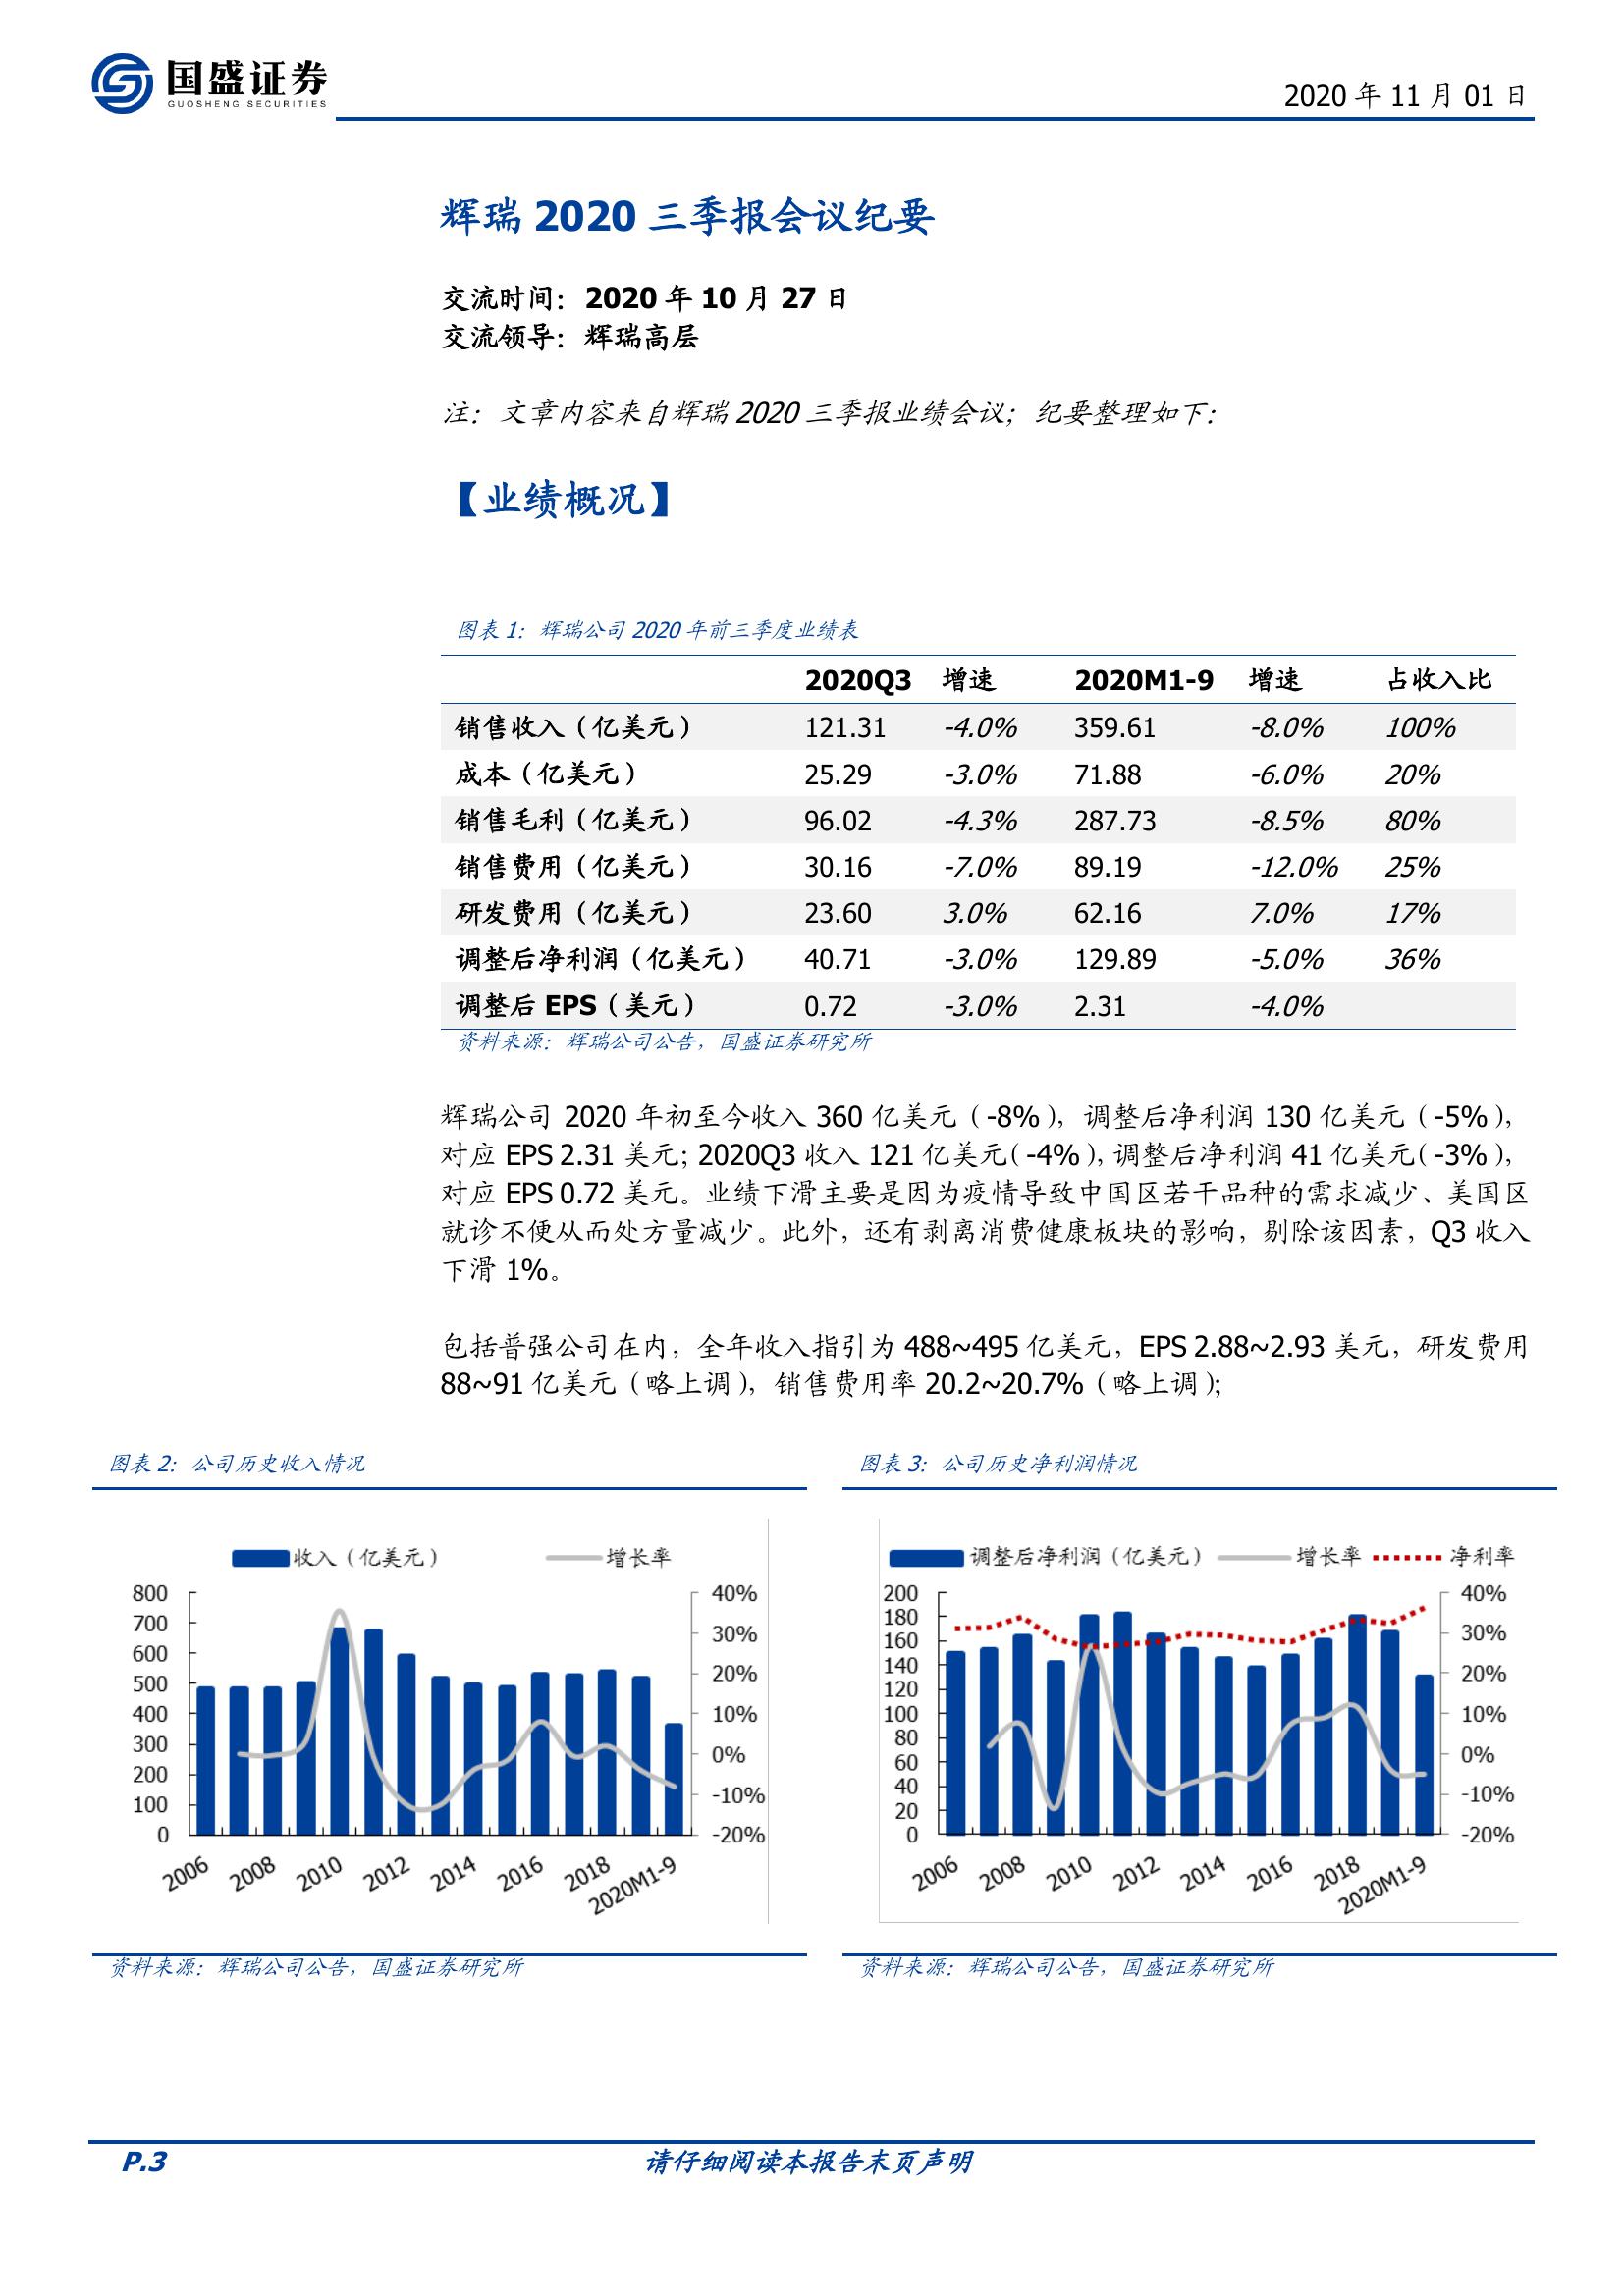 国盛证券
GUOSHENG SECURITIES
2020 年 11 月 01 日
辉瑞 2020 三季报会议纪要
交流时间：2020 年 10 月 27 日
交流领导：辉瑞高层
注：文章内容来自辉瑞 2020 三季报业绩会议；纪要整理如下：
【业绩概况】
图表 1：辉瑞公司 2020 年前三季度业绩表
2020Q3 增速 2020M1-9 增速 占收入比
销售收入（亿美元） 121.31 -4.0% 359.61 -8.0% 100%
成本（亿美元） 25.29 -3.0% 71.88 -6.0% 20%
销售毛利（亿美元） 96.02 -4.3% 287.73 -8.5% 80%
销售费用（亿美元） 30.16 -7.0% 89.19 -12.0% 25%
研发费用（亿美元） 23.60 3.0% 62.16 7.0% 17%
调整后净利润（亿美元） 40.71 -3.0% 129.89 -5.0% 36%
调整后 EPS（美元） 0.72 -3.0% 2.31 -4.0%
资料来源：辉瑞公司公告，国盛证券研究所
辉瑞公司 2020 年初至今收入 360 亿美元（-8%），调整后净利润 130 亿美元（-5%），
对应 EPS 2.31 美元；2020Q3 收入 121 亿美元（-4%），调整后净利润 41 亿美元（-3%），
对应 EPS 0.72 美元。业绩下滑主要是因为疫情导致中国区若干品种的需求减少、美国区
就诊不便从而处方量减少。此外，还有剥离消费健康板块的影响，剔除该因素，Q3 收入
下滑 1%。
包括普强公司在内，全年收入指引为 488~495 亿美元，EPS 2.88~2.93 美元，研发费用
88~91 亿美元（略上调），销售费用率 20.2~20.7%（略上调）；
图表 2：公司历史收入情况
收入（亿美元） 增长率
800
700
600
500
400
300
200
100
0
40%
30%
20%
10%
0%
-10%
-20%
2006 2008 2010 2012 2014 2016 2018 2020M1-9
资料来源：辉瑞公司公告，国盛证券研究所
图表 3：公司历史净利润情况
调整后净利润（亿美元） 增长率 净利率
200
180
160
140
120
100
80
60
40
20
0
40%
30%
20%
10%
0%
-10%
-20%
2006 2008 2010 2012 2014 2016 2018 2020M1-9
资料来源：辉瑞公司公告，国盛证券研究所
P.3
请仔细阅读本报告末页声明